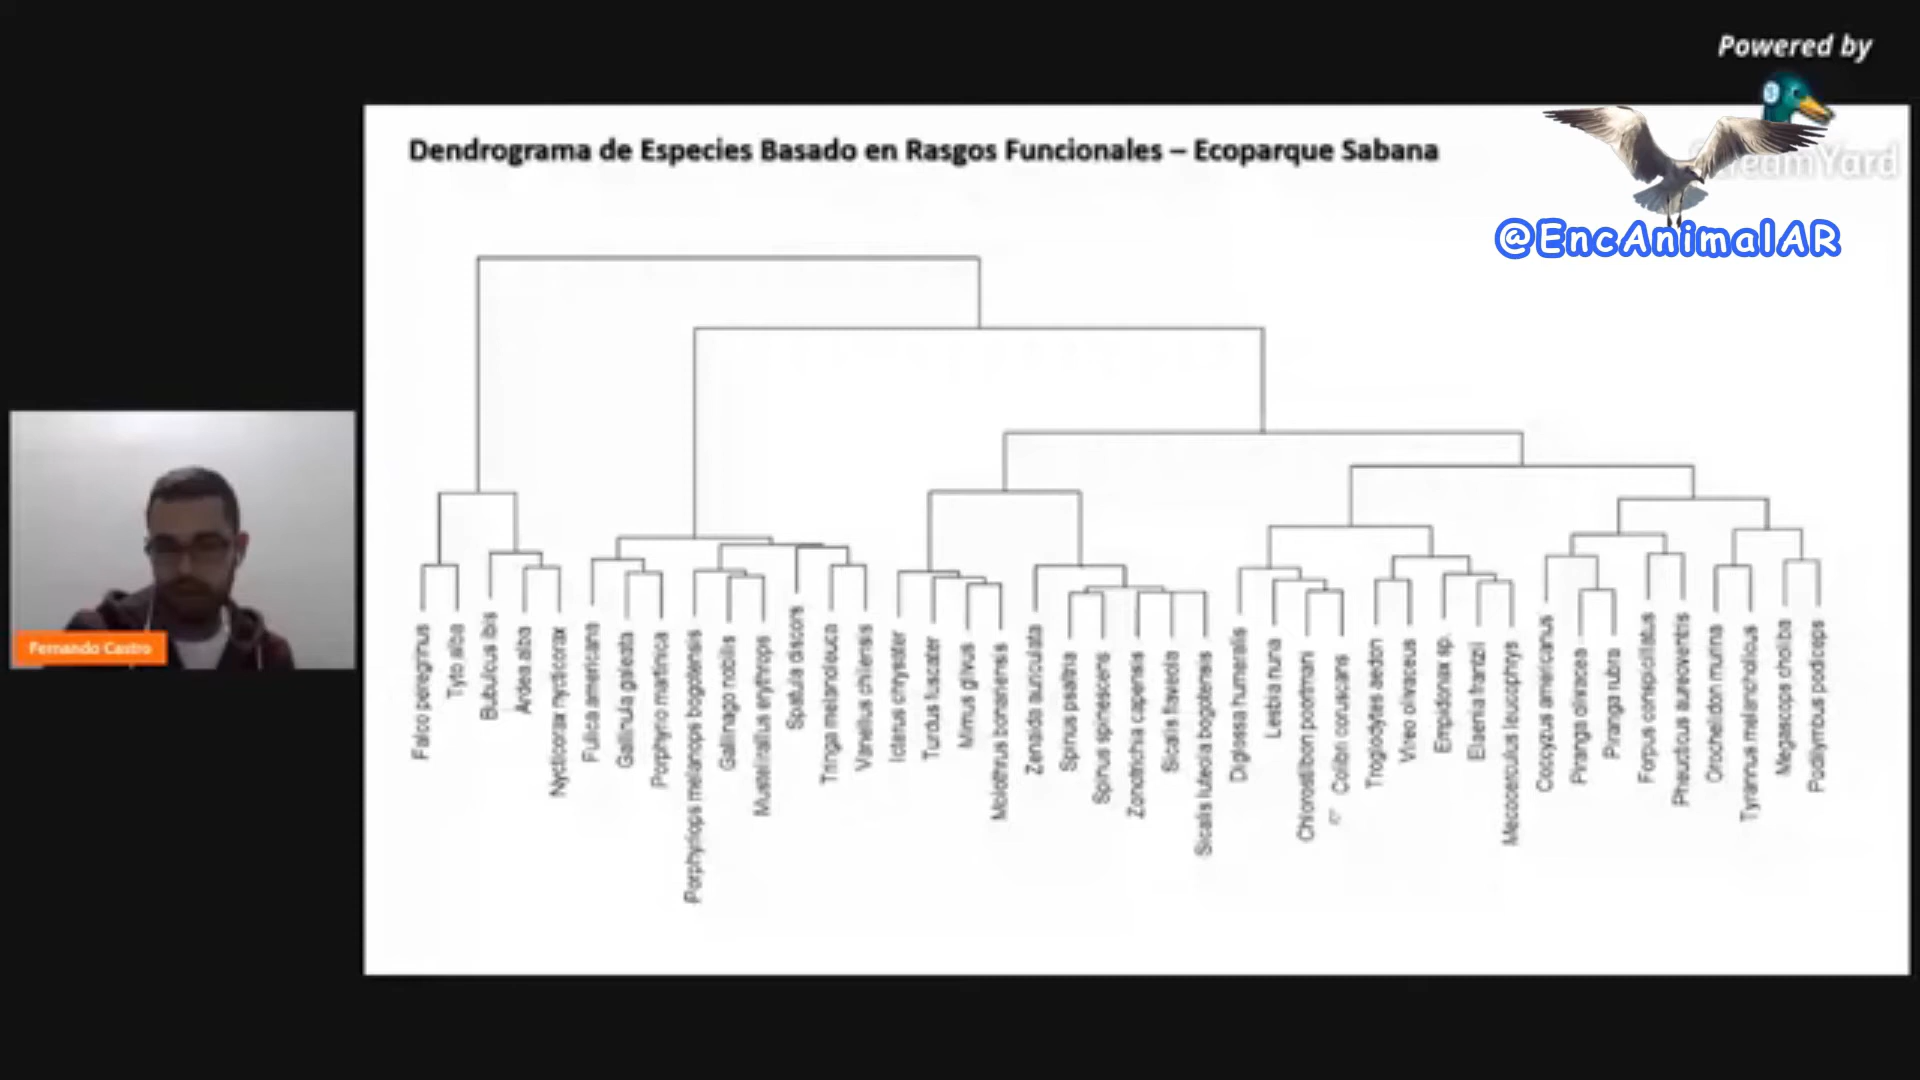 Powered by
StreamYard
@EncAnimalAR
Dendrograma de Especies Basado en Rasgos Funcionales – Ecoparque Sabana
Falco peregrinus
Tyto alba
Bubulcus ibis
Ardea alba
Nycticorax nycticorax
Fulica americana
Gallinula galeata
Porphyrio martinica
Porphyriops melanops bogotensis
Gallinago nobilis
Mustelirallus erythrops
Spatula discors
Tringa melanoleuca
Vanellus chilensis
Icterus chrysater
Turdus fuscater
Mimus gilvus
Molothrus bonariensis
Zenaida auriculata
Spinus psaltria
Spinus spinescens
Zonotrichia capensis
Sicalis flaveola
Sicalis luteola bogotensis
Diglossa humeralis
Lesbia nuna
Chlorostilbon poortmani
Colibri coruscans
Troglodytes aedon
Vireo olivaceus
Empidonax sp.
Elaenia frantzii
Mecocerculus leucophrys
Coccyzus americanus
Piranga olivacea
Piranga rubra
Forpus conspicillatus
Pheucticus aureoventris
Orochelidon murina
Tyrannus melancholicus
Megascops choliba
Podilymbus podiceps
Fernando Castro